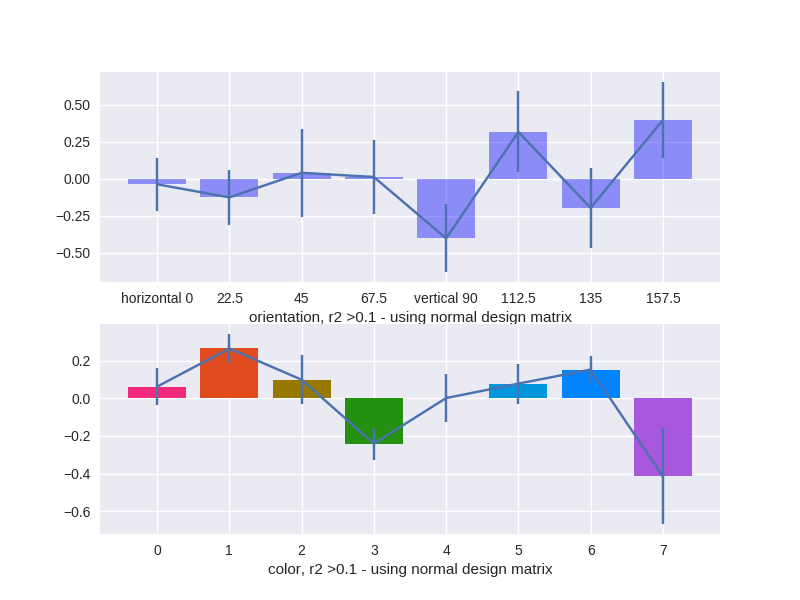 0.50
0.25
0.00
−0.25
−0.50
horizontal 0 22.5 45 67.5 vertical 90 112.5 135 157.5
orientation, r2 >0.1 - using normal design matrix
0.2
0.0
−0.2
−0.4
−0.6
0 1 2 3 4 5 6 7
color, r2 >0.1 - using normal design matrix